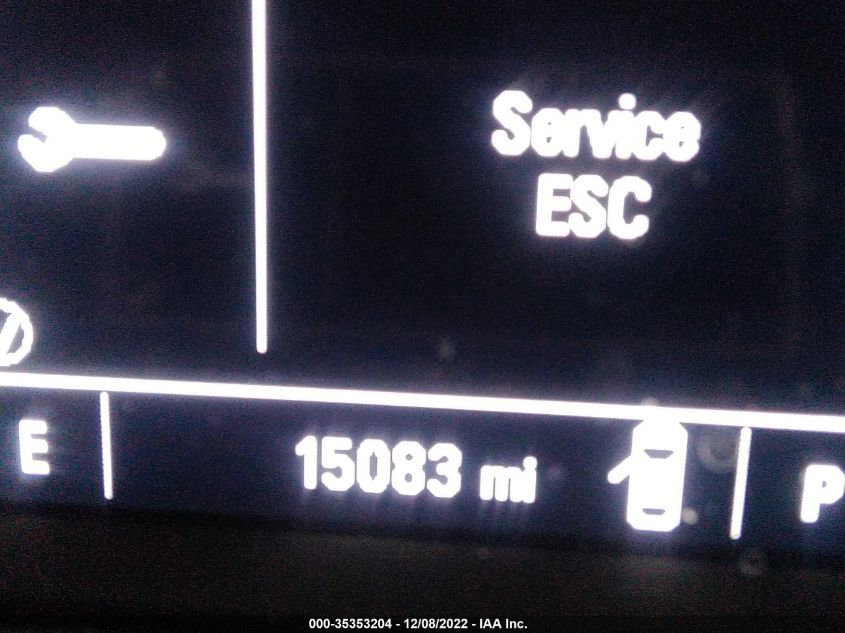 Service
ESC
E
15083 mi
P
000-35353204 - 12/08/2022 - IAA Inc.